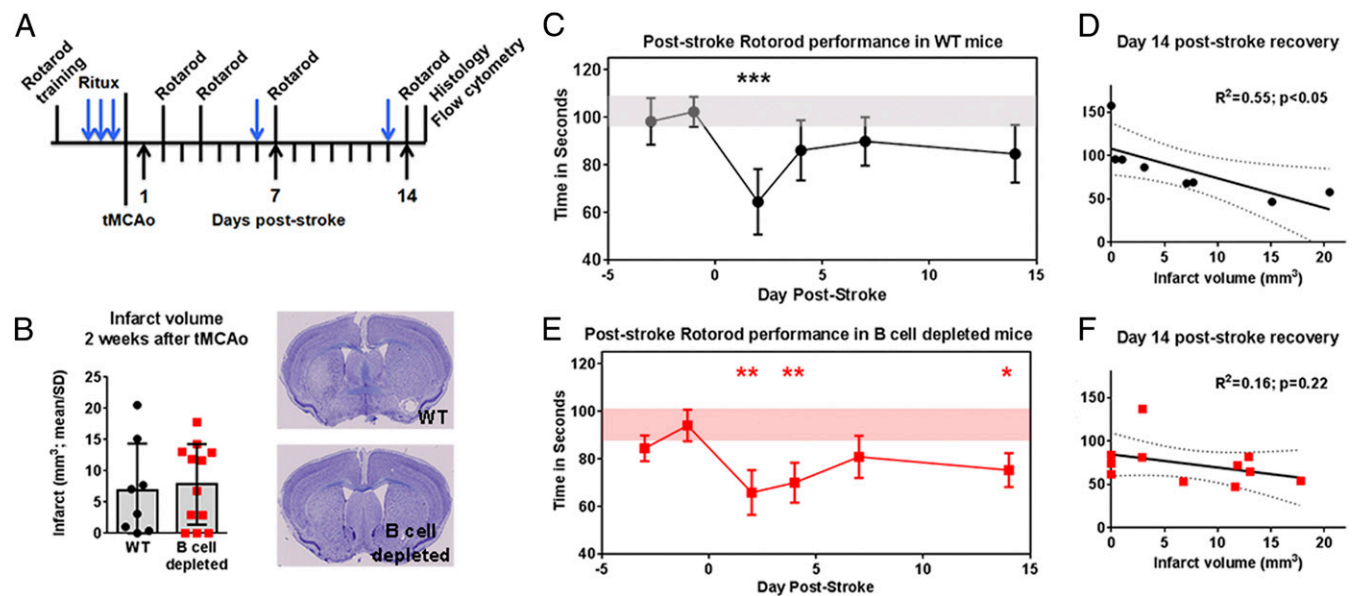 A
Rotarod
training
Ritux
Rotarod
Rotarod
Rotarod
Rotarod
Histology
Flow cytometry
1
7
14
tMCAo
Days post-stroke
B
Infarct volume
2 weeks after tMCAo
Infarct (mm3; mean/SD)
25
20
15
10
5
0
WT
B cell
depleted
WT
B cell
depleted
C
Post-stroke Rotorod performance in WT mice
Time in Seconds
120
100
80
60
40
***
-5
0
5
10
15
Day Post-Stroke
D
Day 14 post-stroke recovery
R2=0.55; p<0.05
150
100
50
0
0
5
10
15
20
Infarct volume (mm3)
E
Post-stroke Rotorod performance in B cell depleted mice
Time in Seconds
120
100
80
60
40
**
**
*
-5
0
5
10
15
Day Post-Stroke
F
Day 14 post-stroke recovery
R2=0.16; p=0.22
150
100
50
0
0
5
10
15
20
Infarct volume (mm3)